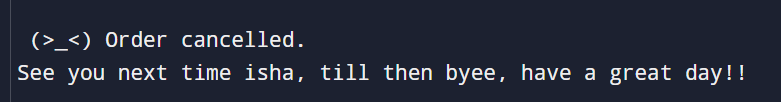 (>_<) Order cancelled.
See you next time isha, till then byee, have a great day!!